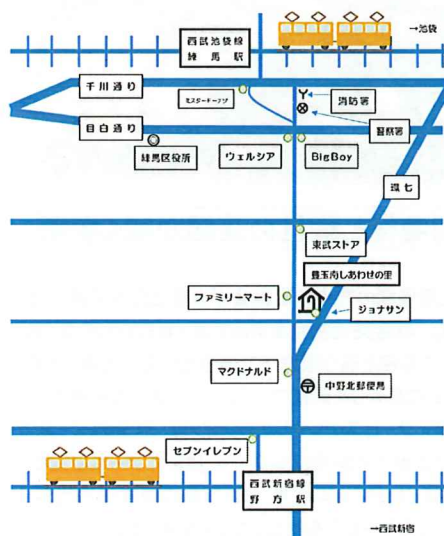 西武池袋線
練馬駅
→池袋
千川通り
ミスタードーナツ
消防署
目白通り
警察署
練馬区役所
ウェルシア
BigBoy
環七
東武ストア
豊玉南しあわせの里
ファミリーマート
ジョナサン
マクドナルド
中野北郵便局
セブンイレブン
西武新宿線
野方駅
→西武新宿